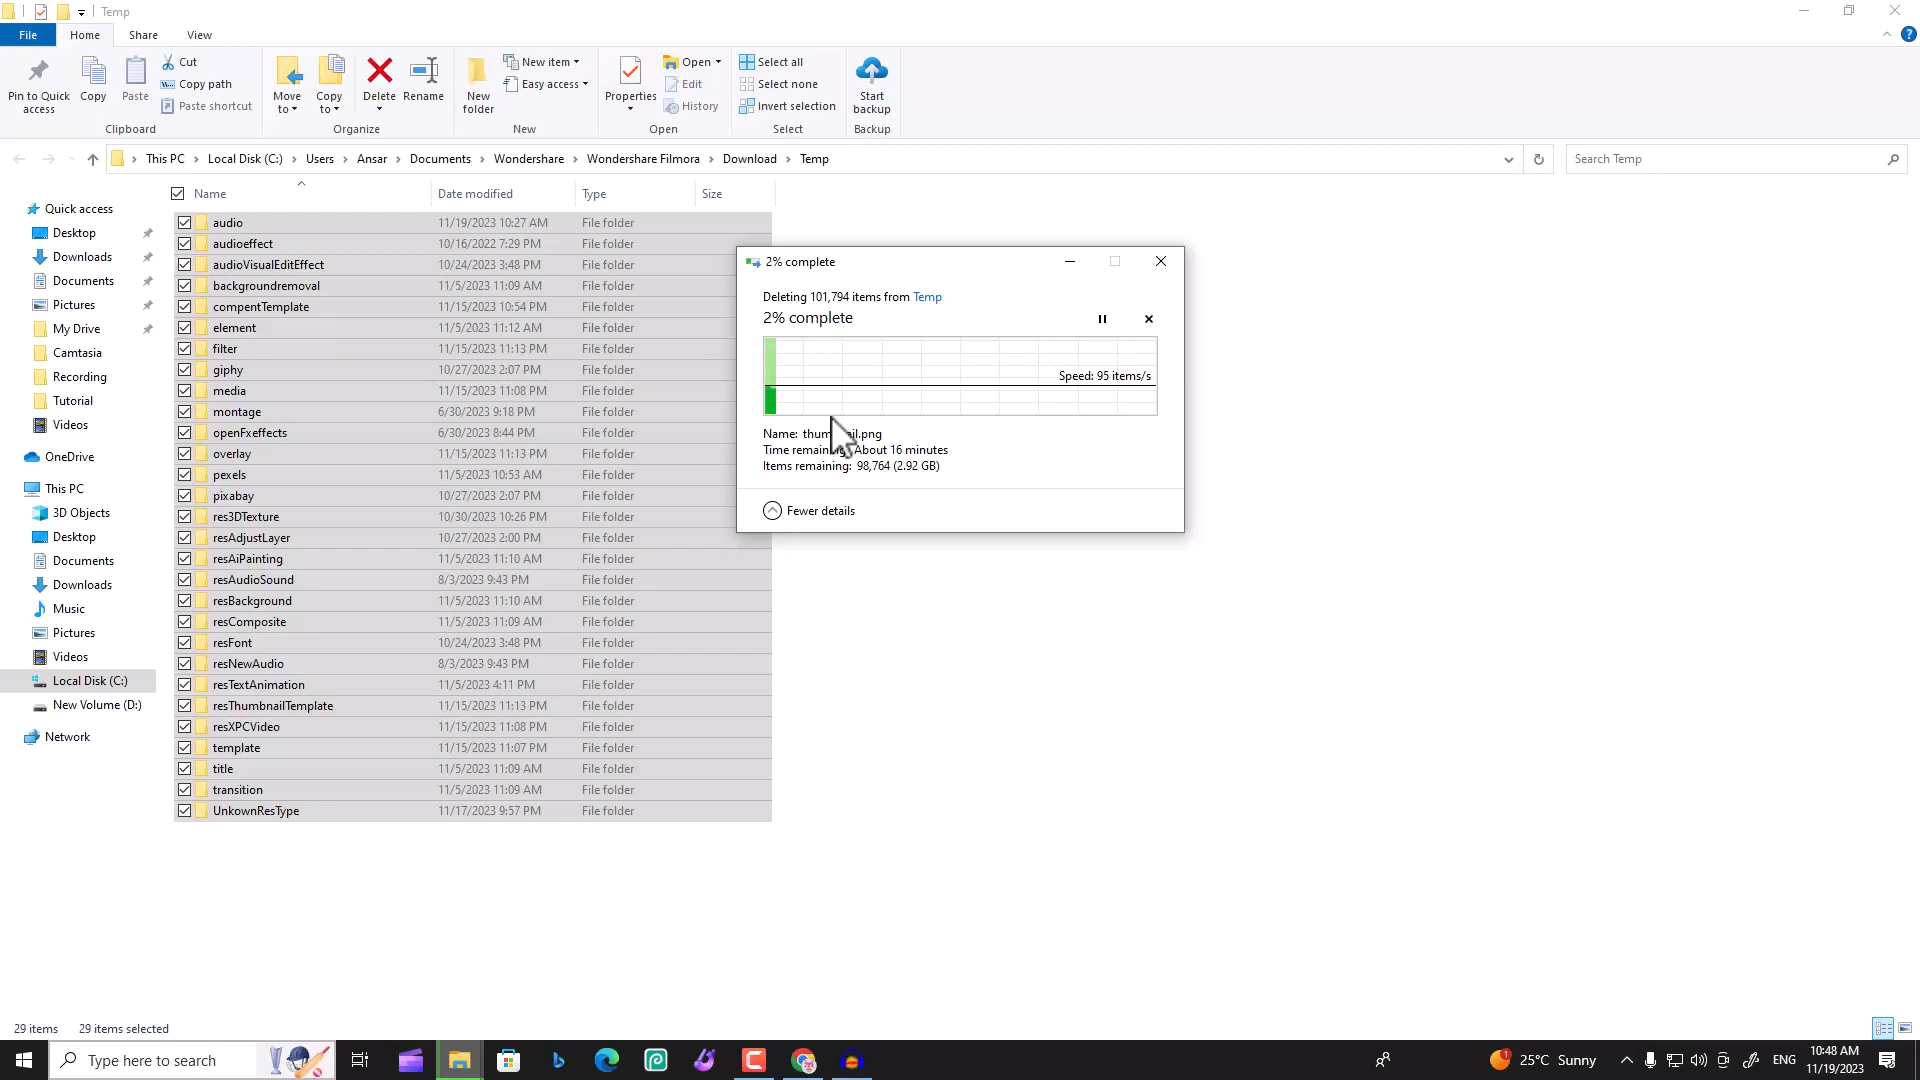 Temp
File
Home
Share
View
Pin to Quick access
Copy
Paste
Cut
Copy path
Paste shortcut
Clipboard
Move to
Copy to
Delete
Rename
Organize
New folder
New item
Easy access
New
Properties
Open
Edit
History
Open
Select all
Select none
Invert selection
Select
Start backup
Backup
This PC > Local Disk (C:) > Users > Ansar > Documents > Wondershare > Wondershare Filmora > Download > Temp
Search Temp
Name Date modified Type Size
audio 11/19/2023 10:27 AM File folder
audioeffect 10/16/2022 7:29 PM File folder
audioVisualEditEffect 10/24/2023 3:48 PM File folder
backgroundremoval 11/5/2023 11:09 AM File folder
compentTemplate 11/15/2023 10:54 PM File folder
element 11/5/2023 11:12 AM File folder
filter 11/15/2023 11:13 PM File folder
giphy 10/27/2023 2:07 PM File folder
media 11/15/2023 11:08 PM File folder
montage 6/30/2023 9:18 PM File folder
openFxeffects 6/30/2023 8:44 PM File folder
overlay 11/15/2023 11:13 PM File folder
pexels 11/5/2023 10:53 AM File folder
pixabay 10/27/2023 2:07 PM File folder
res3DTexture 10/30/2023 10:26 PM File folder
resAdjustLayer 10/27/2023 2:00 PM File folder
resAiPainting 11/5/2023 11:10 AM File folder
resAudioSound 8/3/2023 9:43 PM File folder
resBackground 11/5/2023 11:10 AM File folder
resComposite 11/5/2023 11:09 AM File folder
resFont 10/24/2023 3:48 PM File folder
resNewAudio 8/3/2023 9:43 PM File folder
resTextAnimation 11/5/2023 4:11 PM File folder
resThumbnailTemplate 11/15/2023 11:13 PM File folder
resXPCVideo 11/15/2023 11:08 PM File folder
template 11/15/2023 11:07 PM File folder
title 11/5/2023 11:09 AM File folder
transition 11/5/2023 11:09 AM File folder
UnkownResType 11/17/2023 9:57 PM File folder
Quick access
Desktop
Downloads
Documents
Pictures
My Drive
Camtasia
Recording
Tutorial
Videos
OneDrive
This PC
3D Objects
Desktop
Documents
Downloads
Music
Pictures
Videos
Local Disk (C:)
New Volume (D:)
Network
2% complete
Deleting 101,794 items from Temp
2% complete
Speed: 95 items/s
Name: thum il.png
Time remain About 16 minutes
Items remaining: 98,764 (2.92 GB)
Fewer details
29 items 29 items selected
Type here to search
1
25°C Sunny
ENG
10:48 AM
11/19/2023